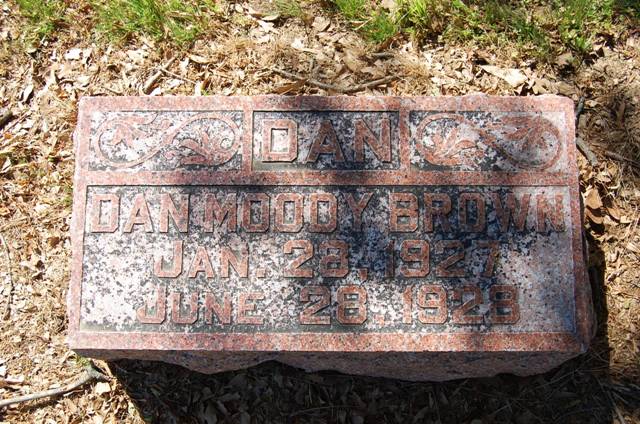 DAN
DAN MOODY BROWN
JAN. 28, 1927
JUNE 28, 1928